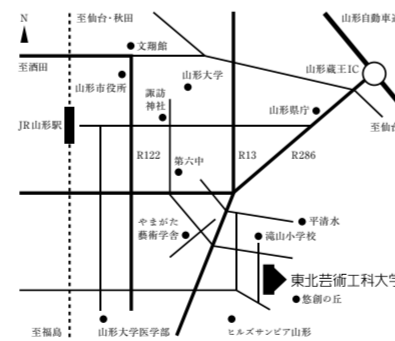 至仙台・秋田
山形自動車道
N
文翔館
至酒田
山形蔵王IC
山形市役所
山形大学
諏訪
神社
山形県庁
JR山形駅
至仙台
R122
R13
R286
第六中
やまがた
藝術学舎
平清水
滝山小学校
東北芸術工科大学
悠創の丘
至福島
山形大学医学部
ヒルズサンピア山形